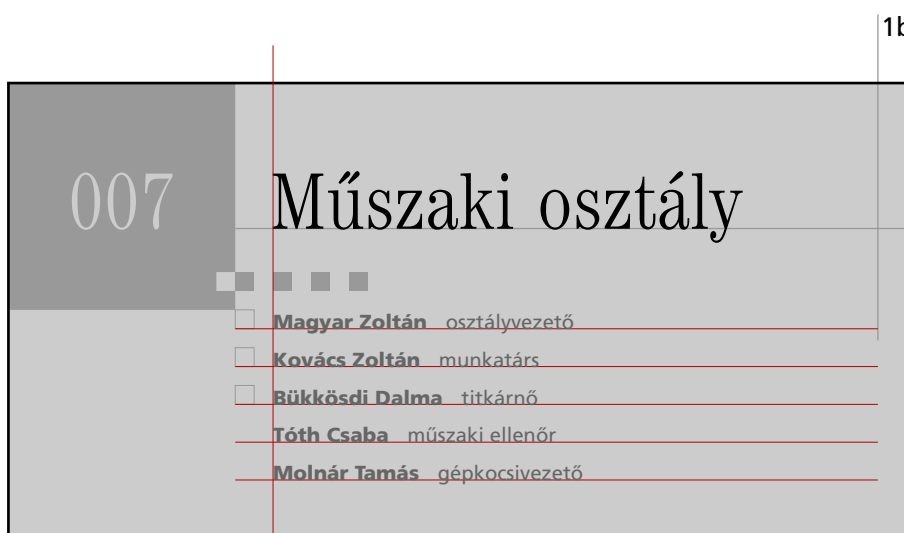 007
Műszaki osztály
Magyar Zoltán osztályvezető
Kovács Zoltán munkatárs
Bükkösdi Dalma titkárnő
Tóth Csaba műszaki ellenőr
Molnár Tamás gépkocsivezető